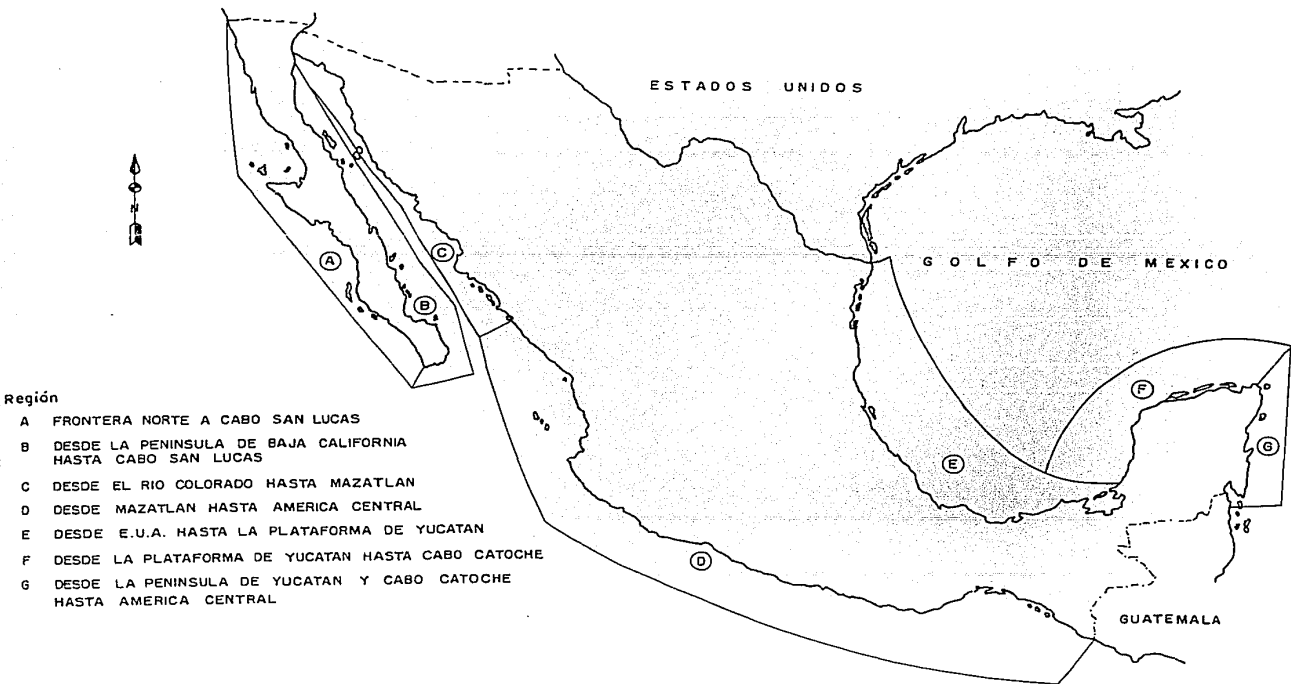 ESTADOS UNIDOS
N
GOLFO DE MEXICO
A
B
C
D
E
F
G
GUATEMALA
Región
A FRONTERA NORTE A CABO SAN LUCAS
B DESDE LA PENINSULA DE BAJA CALIFORNIA
HASTA CABO SAN LUCAS
C DESDE EL RIO COLORADO HASTA MAZATLAN
D DESDE MAZATLAN HASTA AMERICA CENTRAL
E DESDE E.U.A. HASTA LA PLATAFORMA DE YUCATAN
F DESDE LA PLATAFORMA DE YUCATAN HASTA CABO CATOCHE
G DESDE LA PENINSULA DE YUCATAN Y CABO CATOCHE
HASTA AMERICA CENTRAL